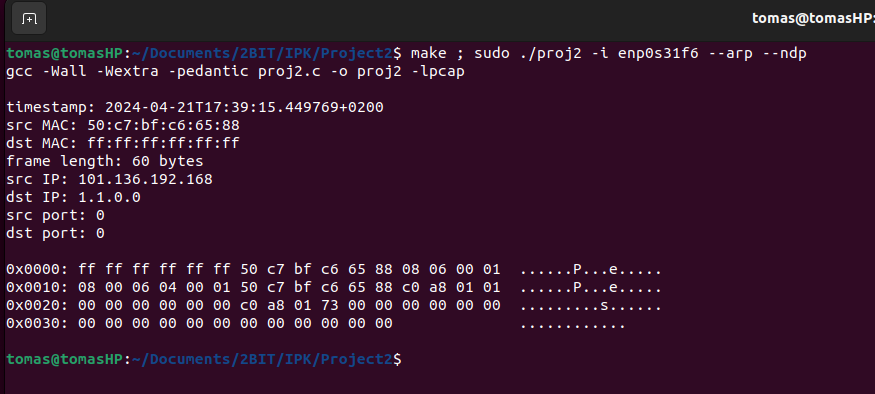 tomas@tomasHP
tomas@tomasHP:~/Documents/2BIT/IPK/Project2$ make ; sudo ./proj2 -i enp0s31f6 --arp --ndp
gcc -Wall -Wextra -pedantic proj2.c -o proj2 -lpcap
timestamp: 2024-04-21T17:39:15.449769+0200
src MAC: 50:c7:bf:c6:65:88
dst MAC: ff:ff:ff:ff:ff:ff
frame length: 60 bytes
src IP: 101.136.192.168
dst IP: 1.1.0.0
src port: 0
dst port: 0
0x0000: ff ff ff ff ff ff 50 c7 bf c6 65 88 08 06 00 01  ......P...e.....
0x0010: 08 00 06 04 00 01 50 c7 bf c6 65 88 c0 a8 01 01  ......P...e.....
0x0020: 00 00 00 00 00 00 c0 a8 01 73 00 00 00 00 00 00  .........s......
0x0030: 00 00 00 00 00 00 00 00 00 00 00 00              ............
tomas@tomasHP:~/Documents/2BIT/IPK/Project2$